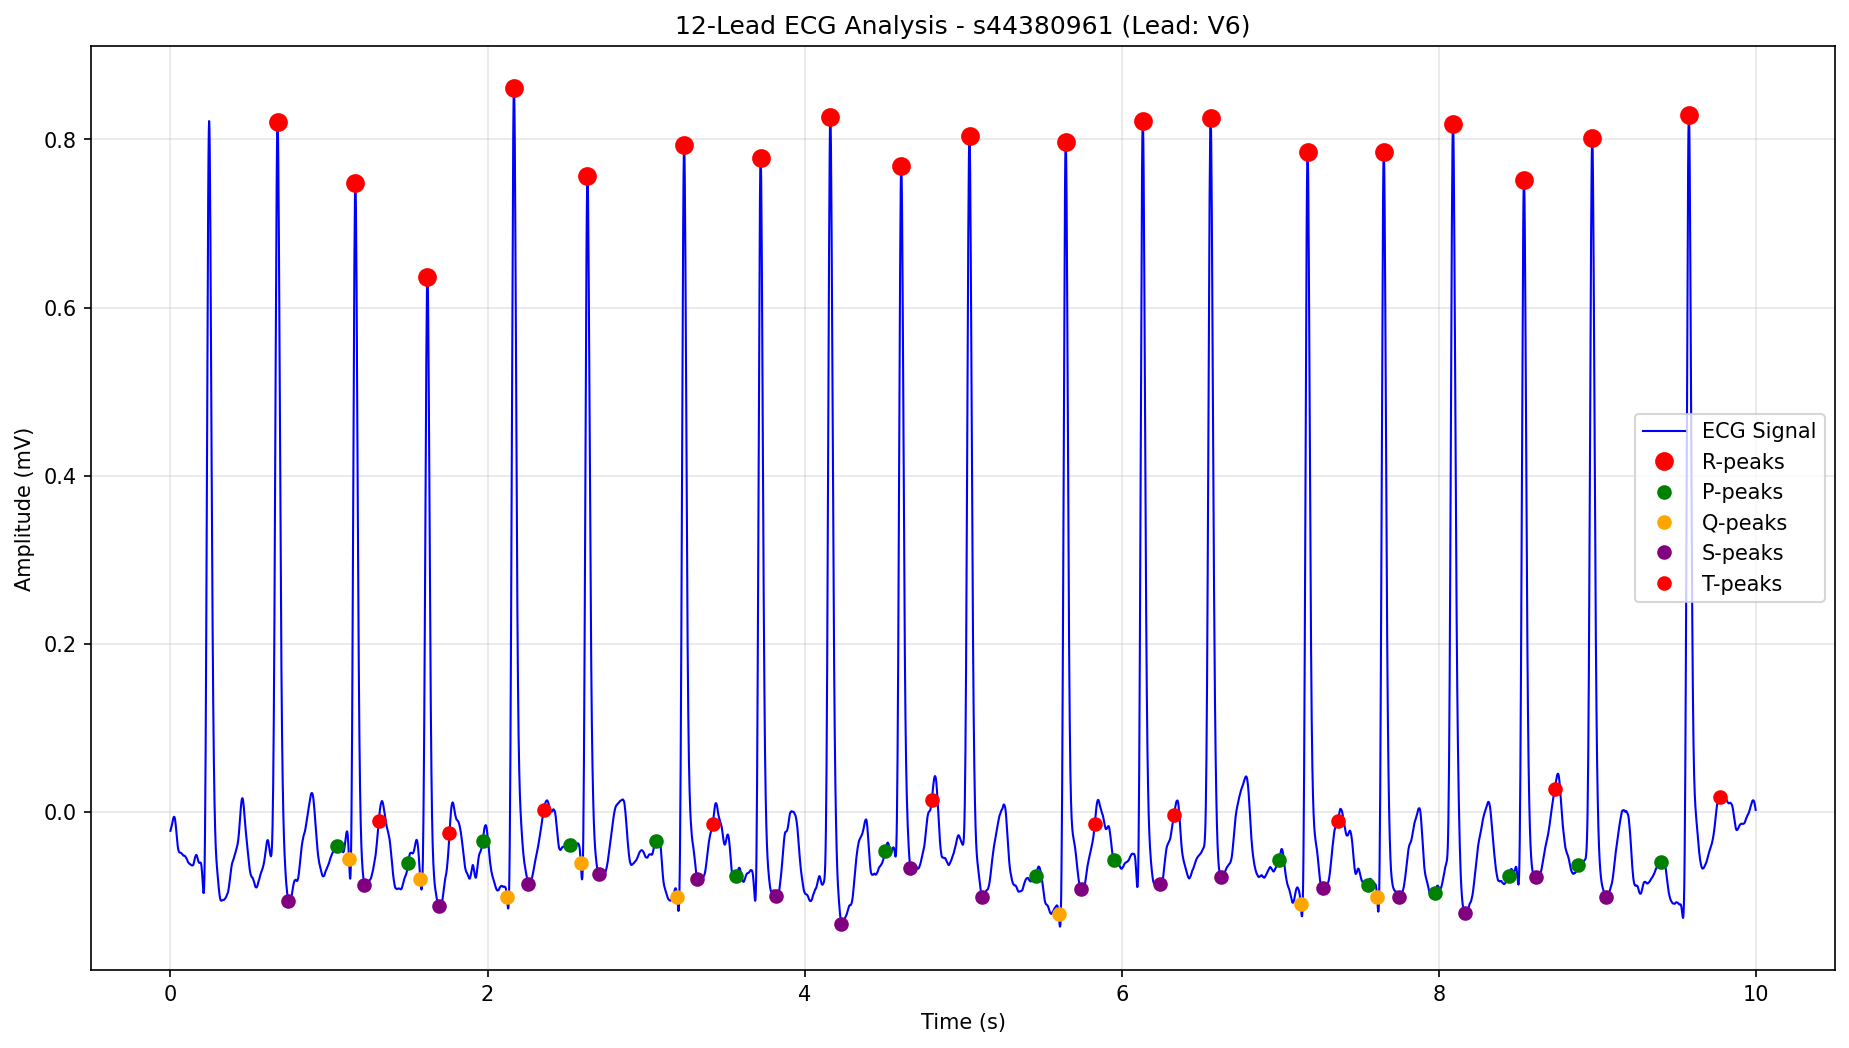 12-Lead ECG Analysis - s44380961 (Lead: V6)
Amplitude (mV)
0.8
0.6
0.4
0.2
0.0
ECG Signal
R-peaks
P-peaks
Q-peaks
S-peaks
T-peaks
0 2 4 6 8 10
Time (s)